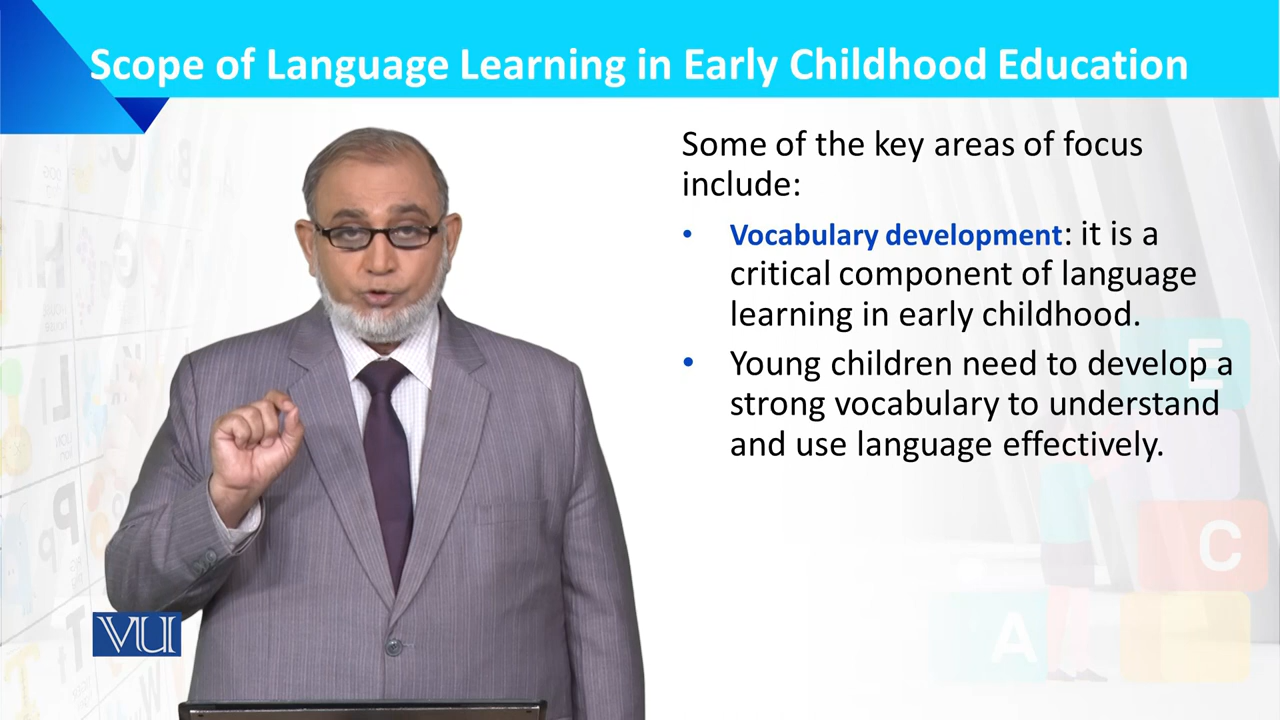 Scope of Language Learning in Early Childhood Education
Some of the key areas of focus
include:
• Vocabulary development: it is a
critical component of language
learning in early childhood.
• Young children need to develop a
strong vocabulary to understand
and use language effectively.
VU
E
C
A